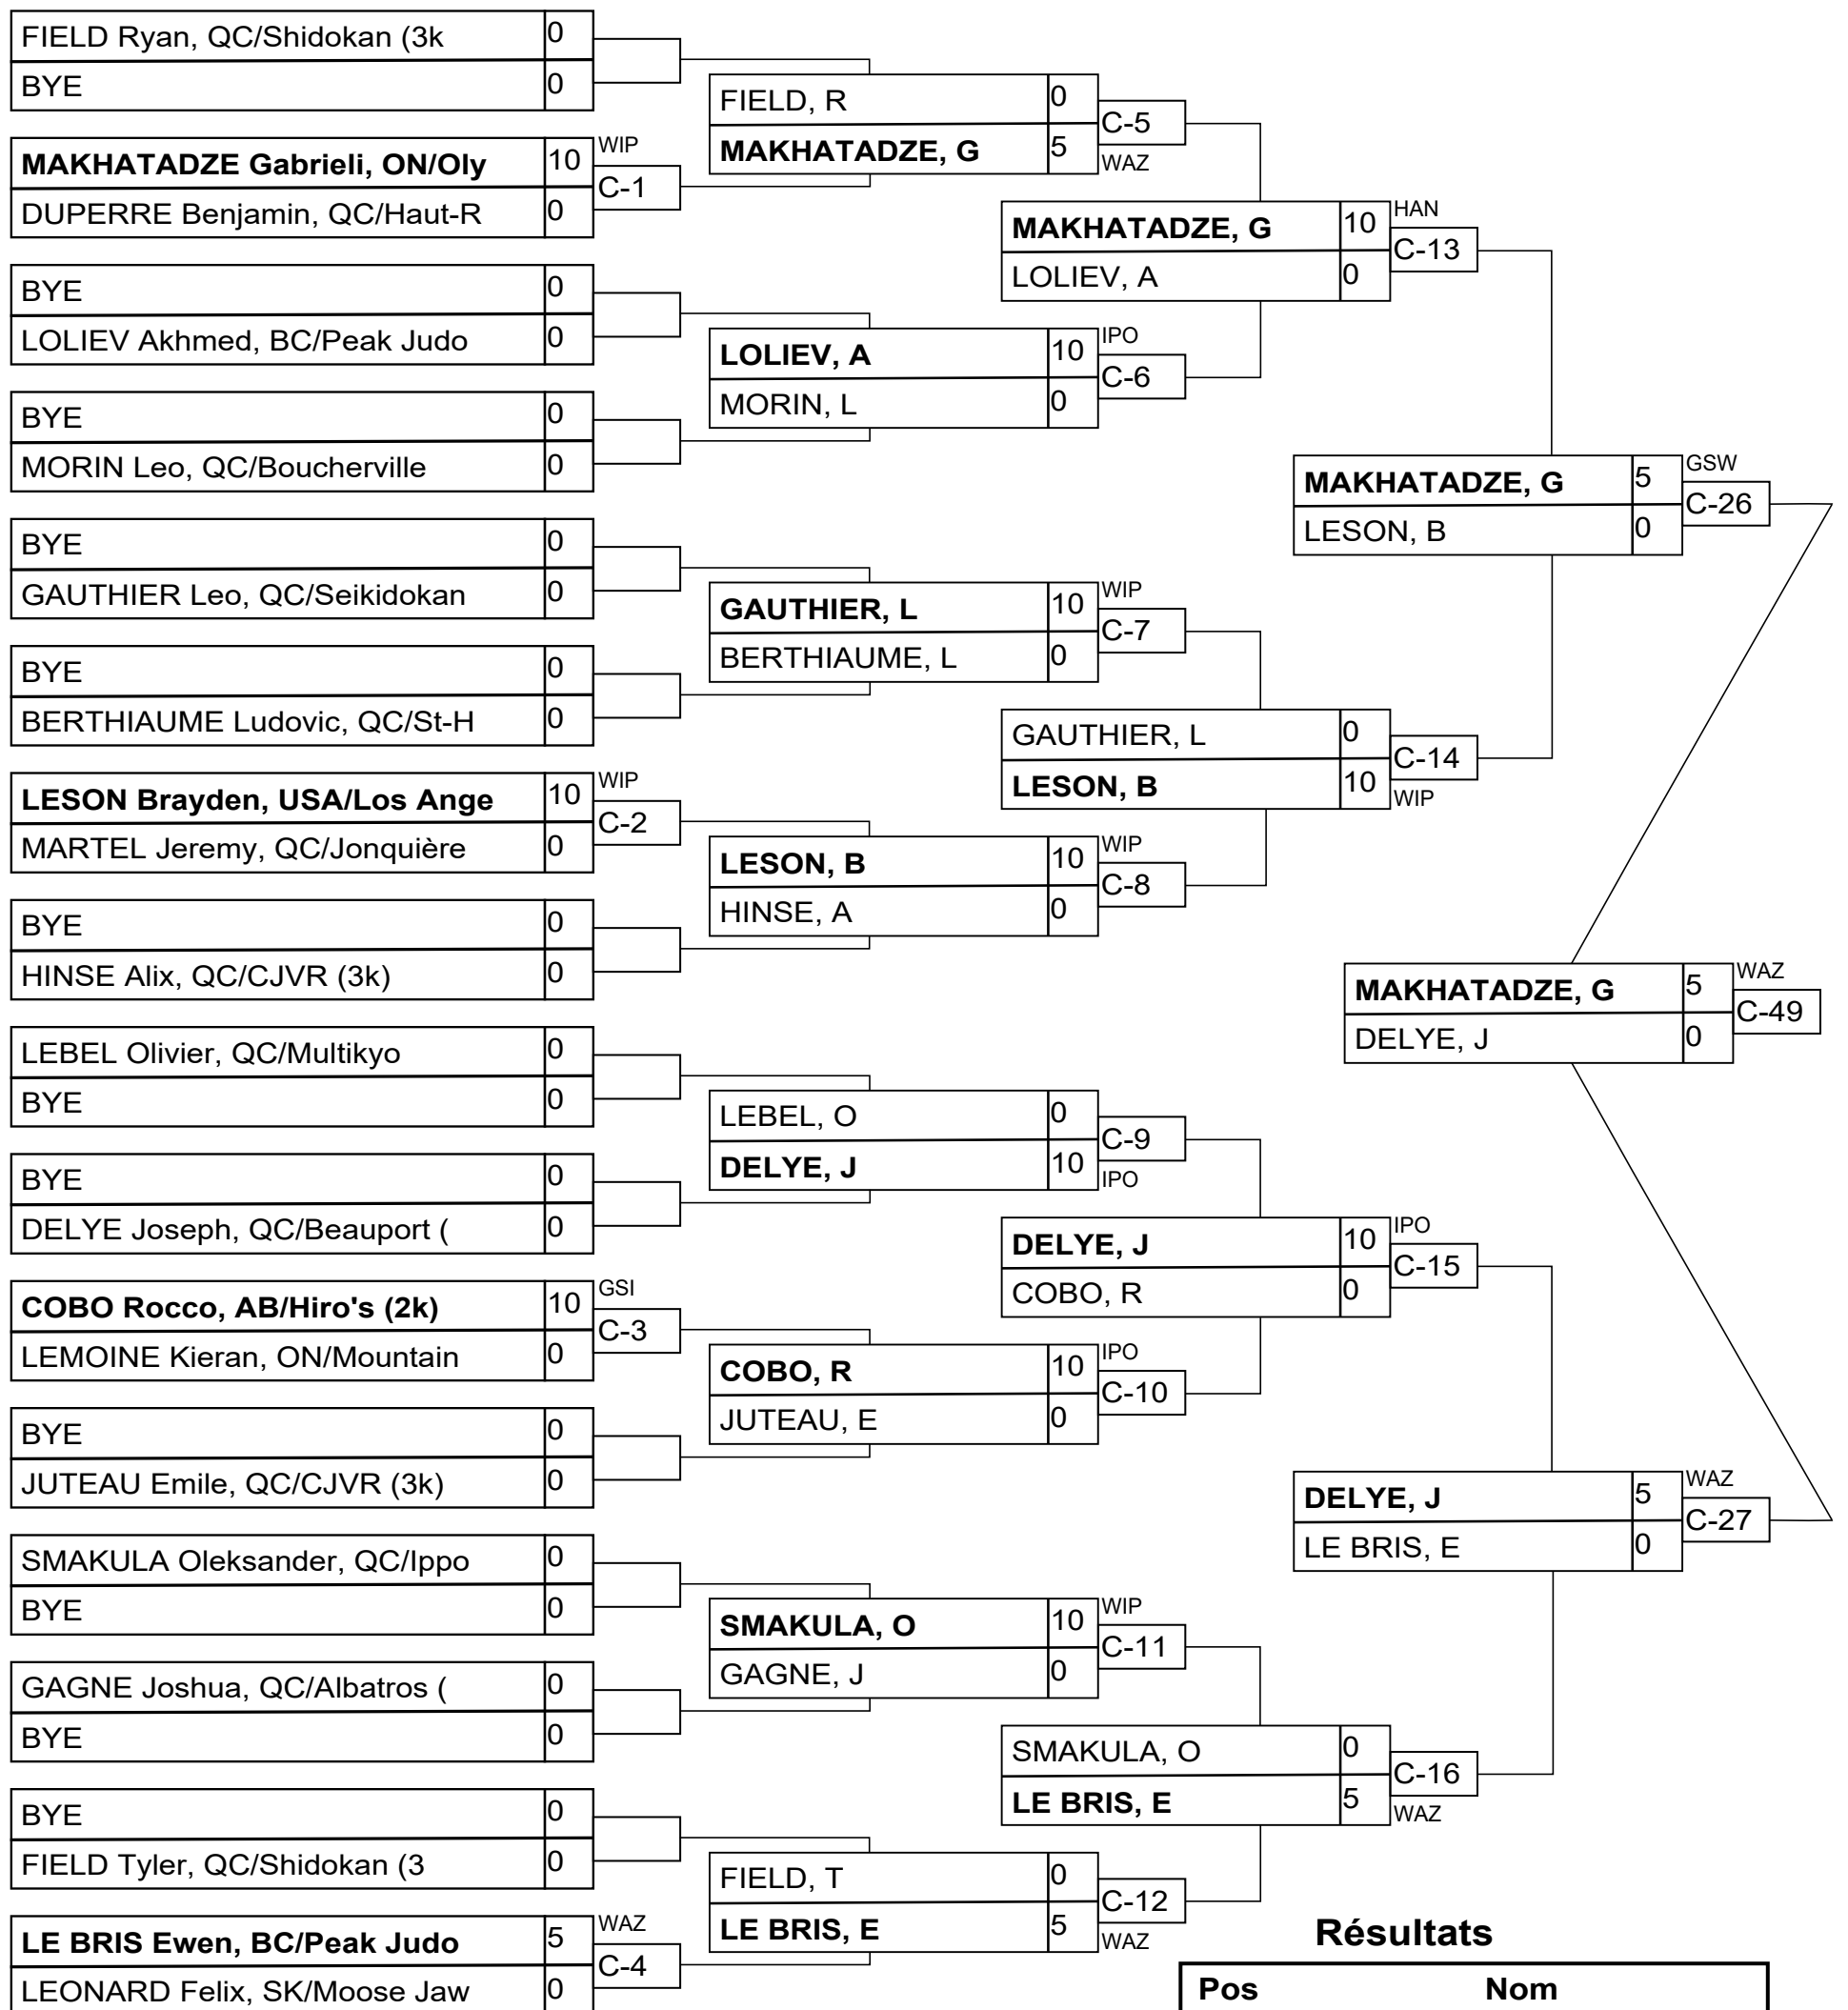 FIELD Ryan, QC/Shidokan (3k 0
BYE 0
MAKHATADZE Gabrieli, ON/Oly 10 WIP
C-1
DUPERRE Benjamin, QC/Haut-R 0
BYE 0
LOLIEV Akhmed, BC/Peak Judo 0
BYE 0
MORIN Leo, QC/Boucherville 0
BYE 0
GAUTHIER Leo, QC/Seikidokan 0
BYE 0
BERTHIAUME Ludovic, QC/St-H 0
LESON Brayden, USA/Los Ange 10 WIP
C-2
MARTEL Jeremy, QC/Jonquière 0
BYE 0
HINSE Alix, QC/CJVR (3k) 0
LEBEL Olivier, QC/Multikyo 0
BYE 0
BYE 0
DELYE Joseph, QC/Beauport ( 0
COBO Rocco, AB/Hiro's (2k) 10 GSI
C-3
LEMOINE Kieran, ON/Mountain 0
BYE 0
JUTEAU Emile, QC/CJVR (3k) 0
SMAKULA Oleksander, QC/Ippo 0
BYE 0
GAGNE Joshua, QC/Albatros ( 0
BYE 0
BYE 0
FIELD Tyler, QC/Shidokan (3 0
LE BRIS Ewen, BC/Peak Judo 5 WAZ
C-4
LEONARD Felix, SK/Moose Jaw 0
FIELD, R 0
C-5
MAKHATADZE, G 5 WAZ
LOLIEV, A 10 IPO
C-6
MORIN, L 0
GAUTHIER, L 10 WIP
C-7
BERTHIAUME, L 0
LESON, B 10 WIP
C-8
HINSE, A 0
LEBEL, O 0
C-9
DELYE, J 10 IPO
COBO, R 10 IPO
C-10
JUTEAU, E 0
SMAKULA, O 10 WIP
C-11
GAGNE, J 0
FIELD, T 0
C-12
LE BRIS, E 5 WAZ
MAKHATADZE, G 10 HAN
C-13
LOLIEV, A 0
GAUTHIER, L 0
C-14
LESON, B 10 WIP
DELYE, J 10 IPO
C-15
COBO, R 0
SMAKULA, O 0
C-16
LE BRIS, E 5 WAZ
MAKHATADZE, G 5 GSW
C-26
LESON, B 0
DELYE, J 5 WAZ
C-27
LE BRIS, E 0
MAKHATADZE, G 5 WAZ
C-49
DELYE, J 0
Résultats
Pos Nom